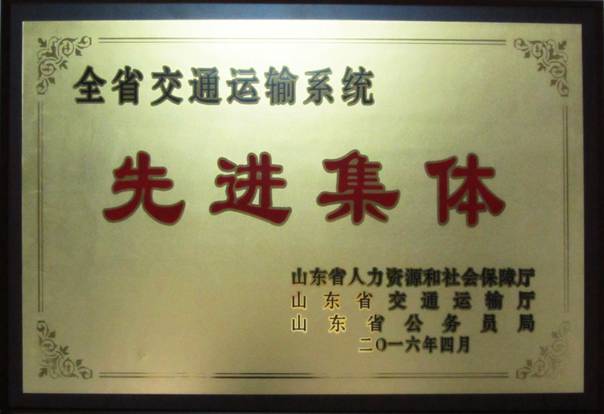 全省交通运输系统
先进集体
山东省人力资源和社会保障厅
山东省交通运输厅
山东省公务员局
二〇一六年四月